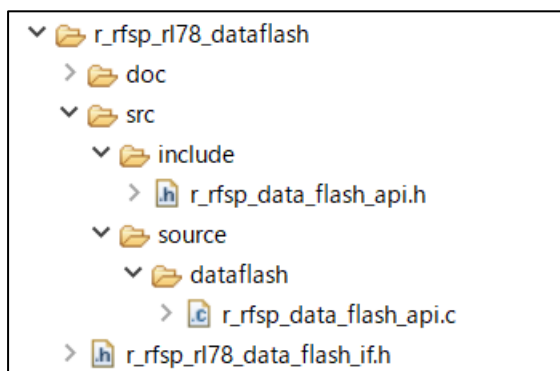 r_rfsp_rl78_dataflash
doc
src
include
.h r_rfsp_data_flash_api.h
source
dataflash
.c r_rfsp_data_flash_api.c
.h r_rfsp_rl78_data_flash_if.h